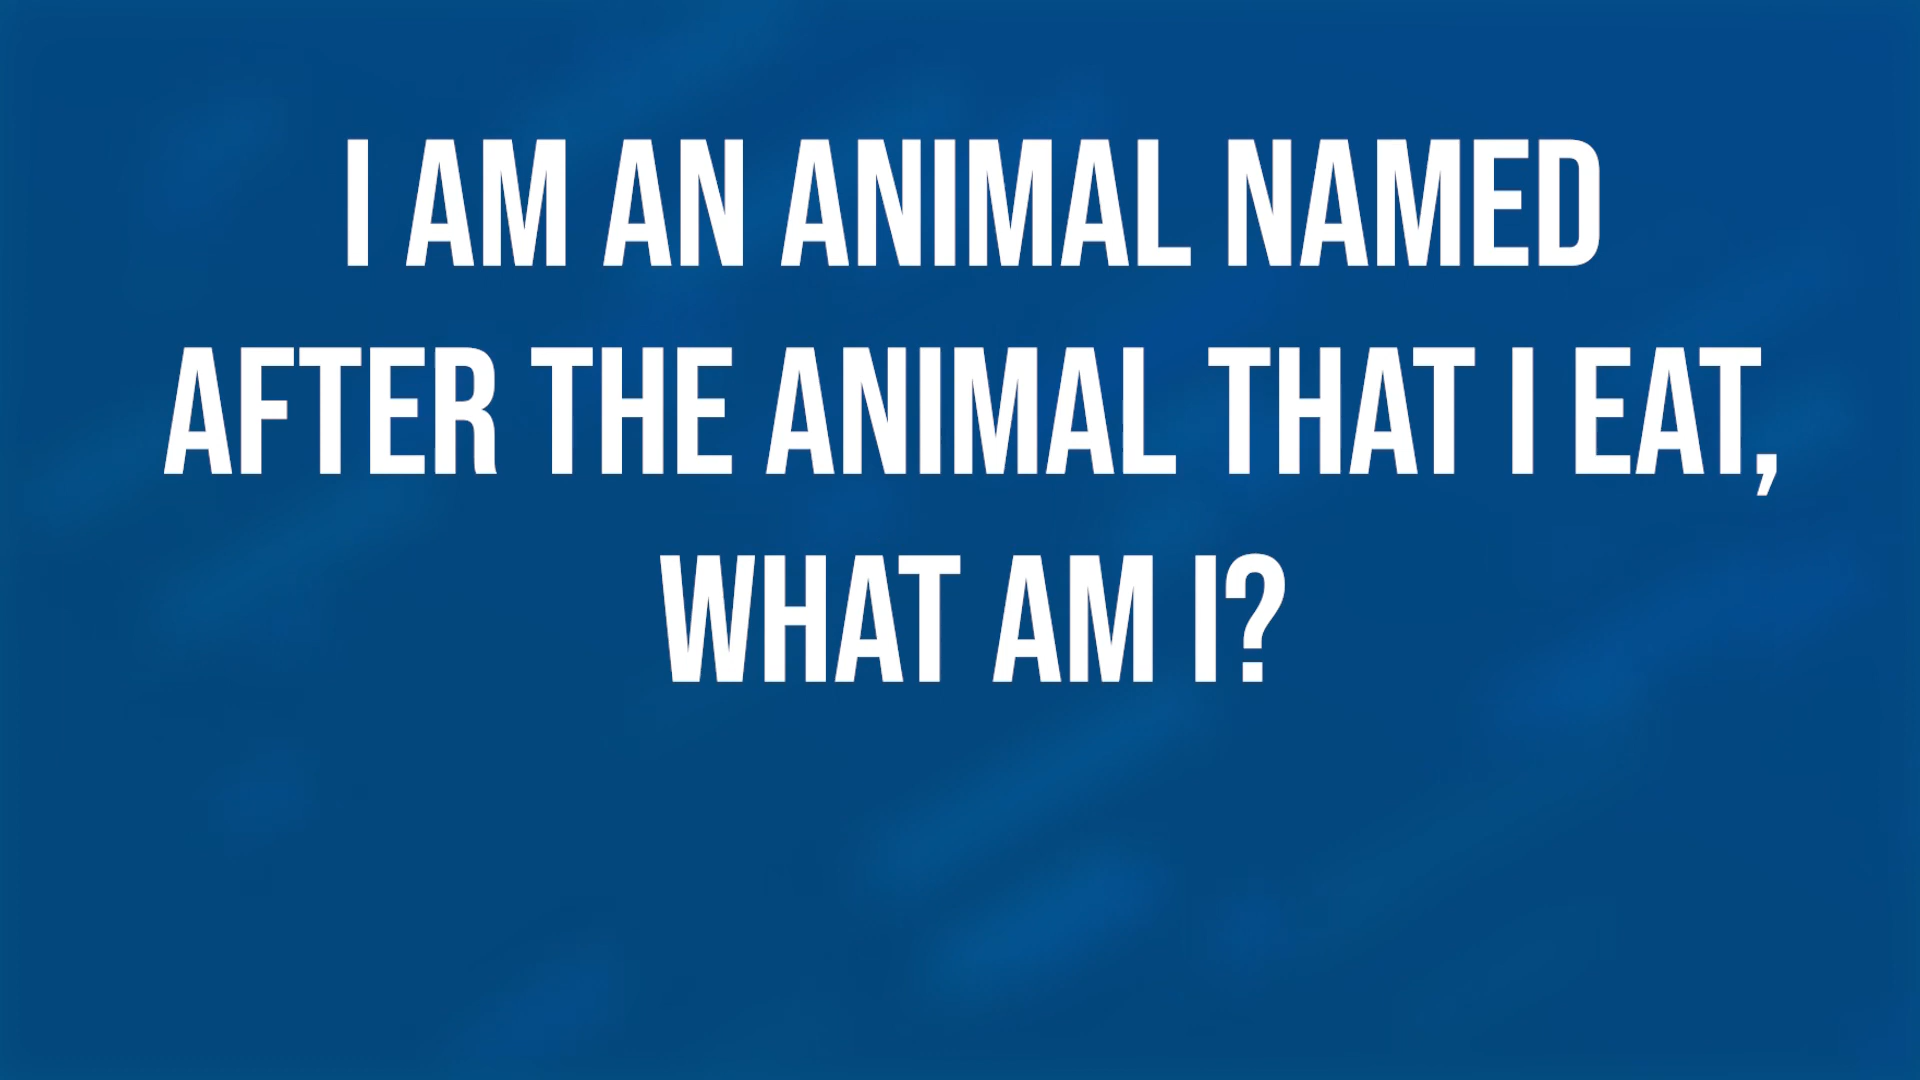 I AM AN ANIMAL NAMED
AFTER THE ANIMAL THAT I EAT,
WHAT AM I?